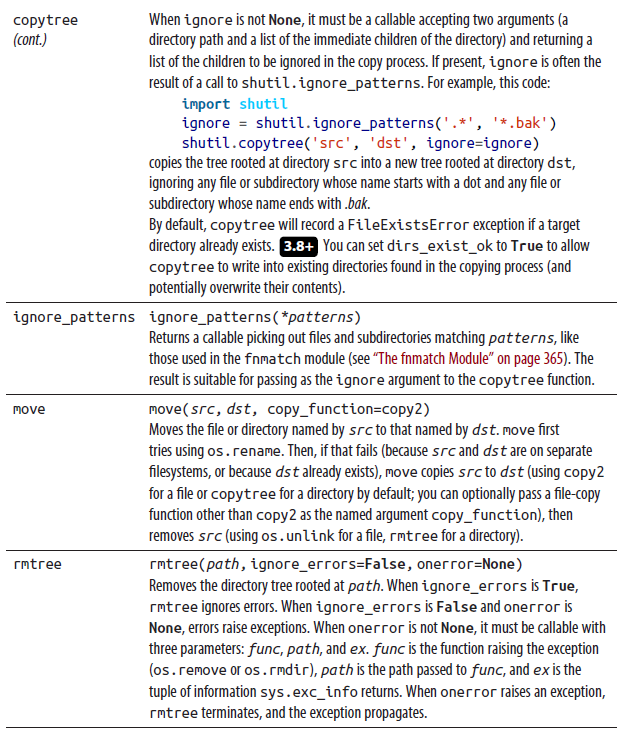 copytree When ignore is not None, it must be a callable accepting two arguments (a
(cont.) directory path and a list of the immediate children of the directory) and returning a
list of the children to be ignored in the copy process. If present, ignore is often the
result of a call to shutil.ignore_patterns. For example, this code:
import shutil
ignore = shutil.ignore_patterns('.*', '*.bak')
shutil.copytree('src', 'dst', ignore=ignore)
copies the tree rooted at directory src into a new tree rooted at directory dst,
ignoring any file or subdirectory whose name starts with a dot and any file or
subdirectory whose name ends with .bak.
By default, copytree will record a FileExistsError exception if a target
directory already exists. 3.8+ You can set dirs_exist_ok to True to allow
copytree to write into existing directories found in the copying process (and
potentially overwrite their contents).
ignore_patterns ignore_patterns(*patterns)
Returns a callable picking out files and subdirectories matching patterns, like
those used in the fnmatch module (see “The fnmatch Module” on page 365). The
result is suitable for passing as the ignore argument to the copytree function.
move move(src, dst, copy_function=copy2)
Moves the file or directory named by src to that named by dst. move first
tries using os.rename. Then, if that fails (because src and dst are on separate
filesystems, or because dst already exists), move copies src to dst (using copy2
for a file or copytree for a directory by default; you can optionally pass a file-copy
function other than copy2 as the named argument copy_function), then
removes src (using os.unlink for a file, rmtree for a directory).
rmtree rmtree(path, ignore_errors=False, onerror=None)
Removes the directory tree rooted at path. When ignore_errors is True,
rmtree ignores errors. When ignore_errors is False and onerror is
None, errors raise exceptions. When onerror is not None, it must be callable with
three parameters: func, path, and ex. func is the function raising the exception
(os.remove or os.rmdir), path is the path passed to func, and ex is the
tuple of information sys.exc_info returns. When onerror raises an exception,
rmtree terminates, and the exception propagates.